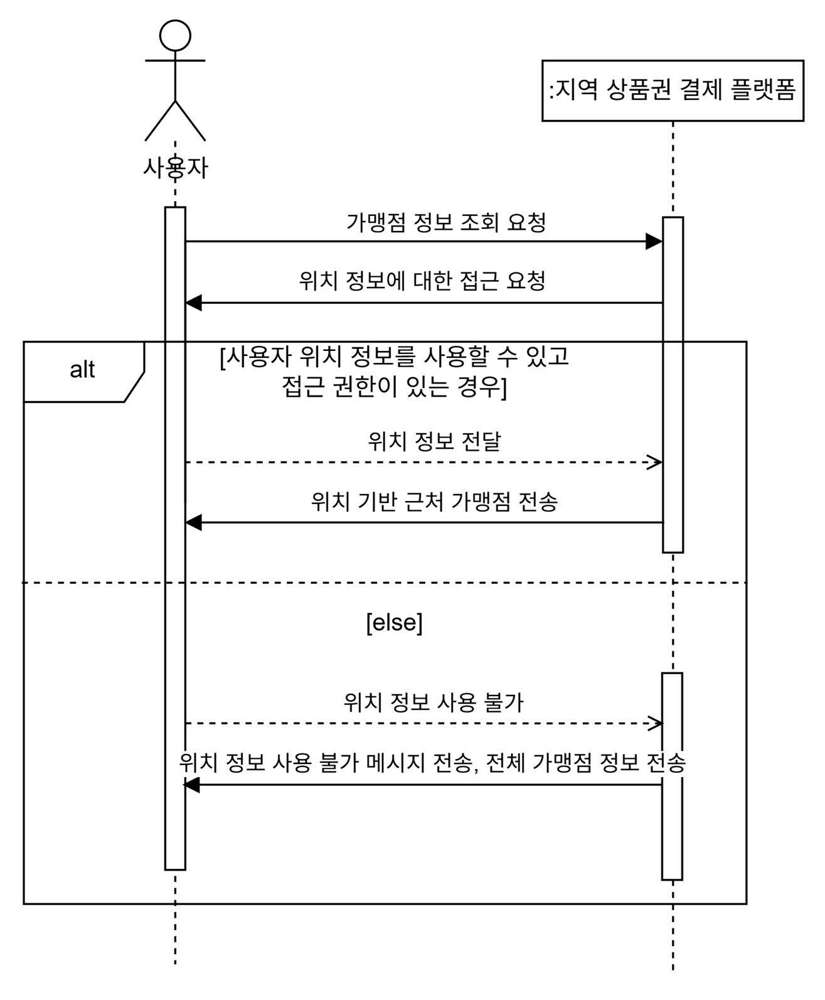 :지역 상품권 결제 플랫폼
사용자
가맹점 정보 조회 요청
위치 정보에 대한 접근 요청
alt
[사용자 위치 정보를 사용할 수 있고
접근 권한이 있는 경우]
위치 정보 전달
위치 기반 근처 가맹점 전송
[else]
위치 정보 사용 불가
위치 정보 사용 불가 메시지 전송, 전체 가맹점 정보 전송